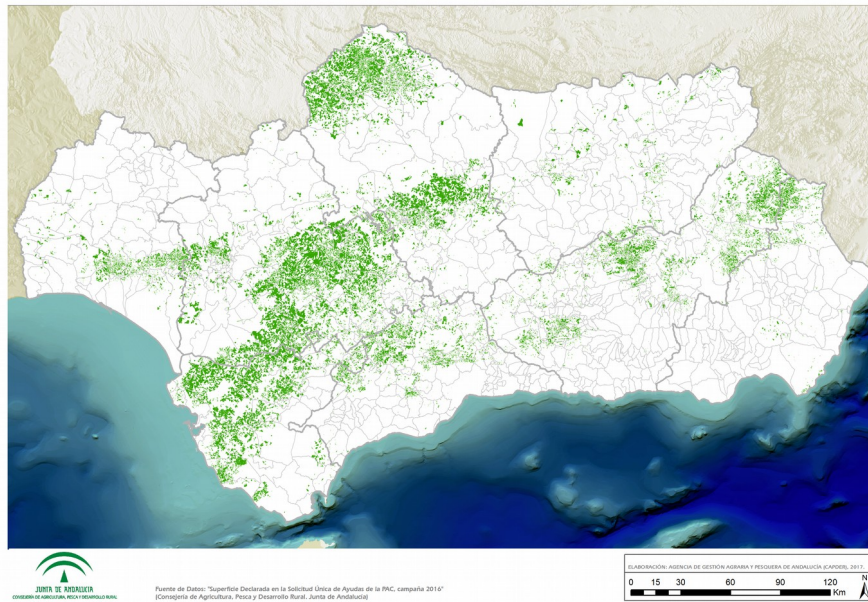 JUNTA DE ANDALUCIA
CONSEJERÍA DE AGRICULTURA, PESCA Y DESARROLLO RURAL
Fuente de Datos: "Superficie Declarada en la Solicitud Única de Ayudas de la PAC, campaña 2016"
(Consejería de Agricultura, Pesca y Desarrollo Rural. Junta de Andalucía)
ELABORACIÓN: AGENCIA DE GESTIÓN AGRARIA Y PESQUERA DE ANDALUCÍA (CAPDER), 2017.
0 15 30 60 90 120
Km
N